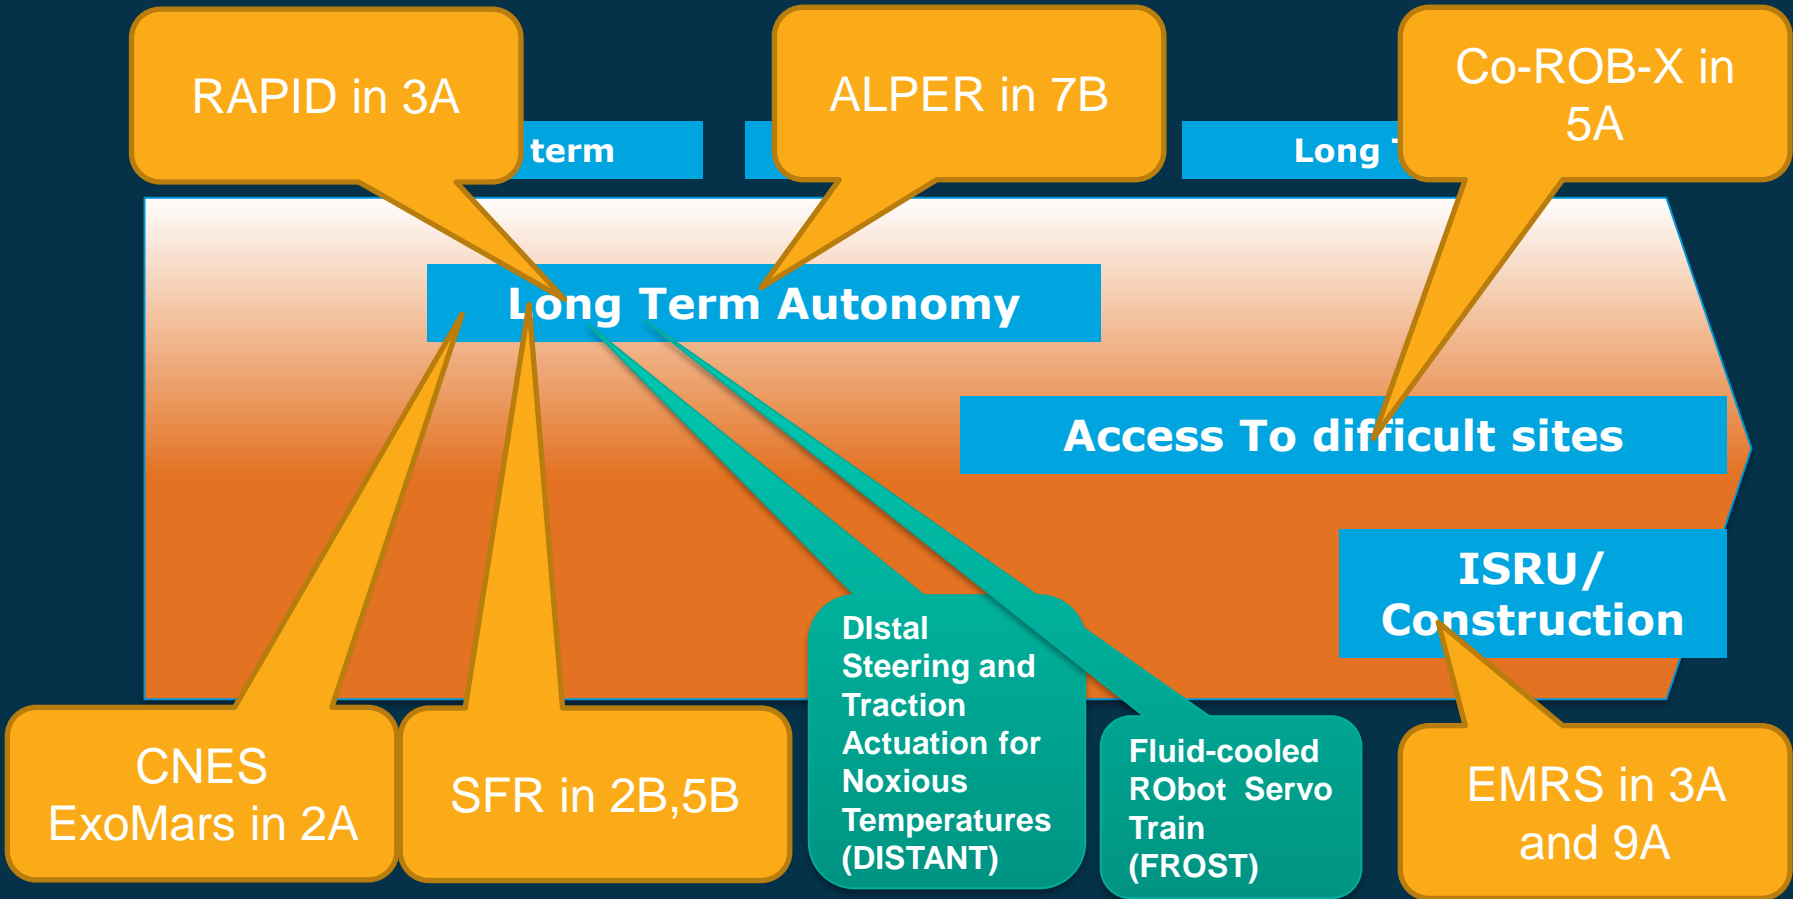 RAPID in 3A
ALPER in 7B
Co-ROB-X in
5A
term
Long
Long Term Autonomy
Access To difficult sites
ISRU/
Construction
DIstal
Steering and
Traction
Actuation for
Noxious
Temperatures
(DISTANT)
Fluid-cooled
RObot Servo
Train
(FROST)
CNES
ExoMars in 2A
SFR in 2B,5B
EMRS in 3A
and 9A